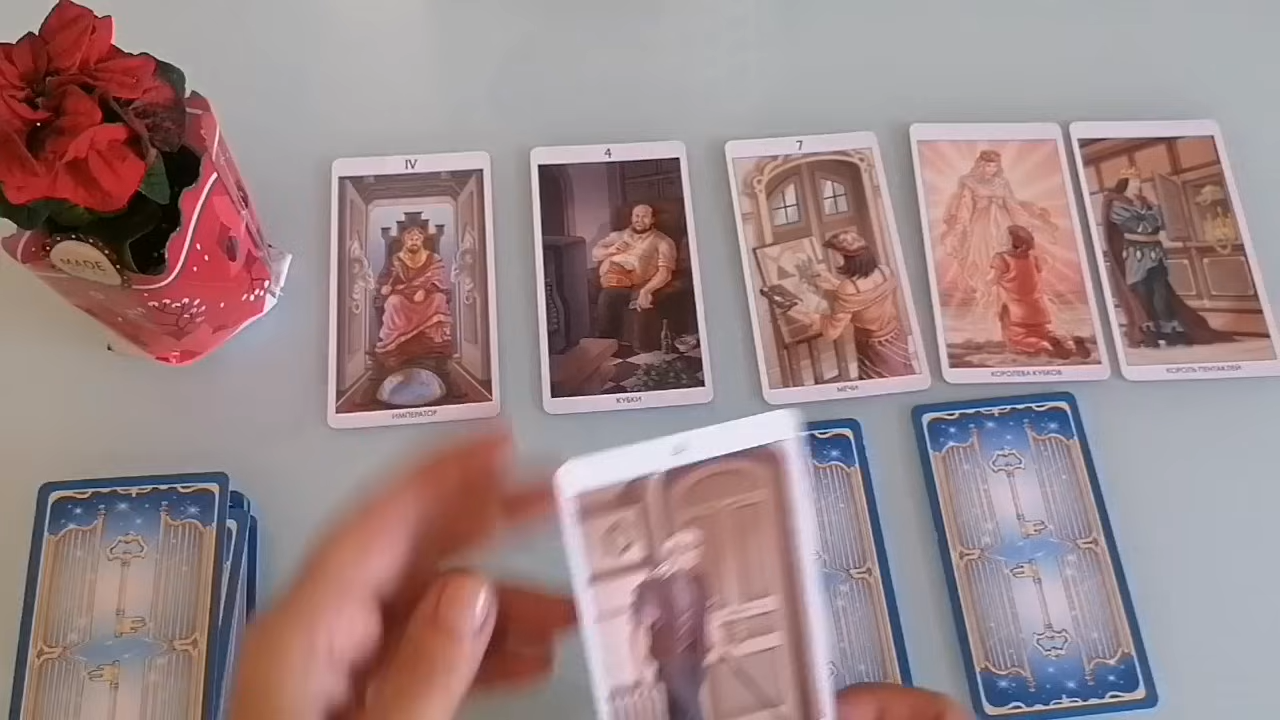 MADE
IV
ИМПЕРАТОР
4
КУБКИ
7
МЕЧИ
КОРОЛЕВА КУБКОВ
КОРОЛЬ ПЕНТАКЛЕЙ